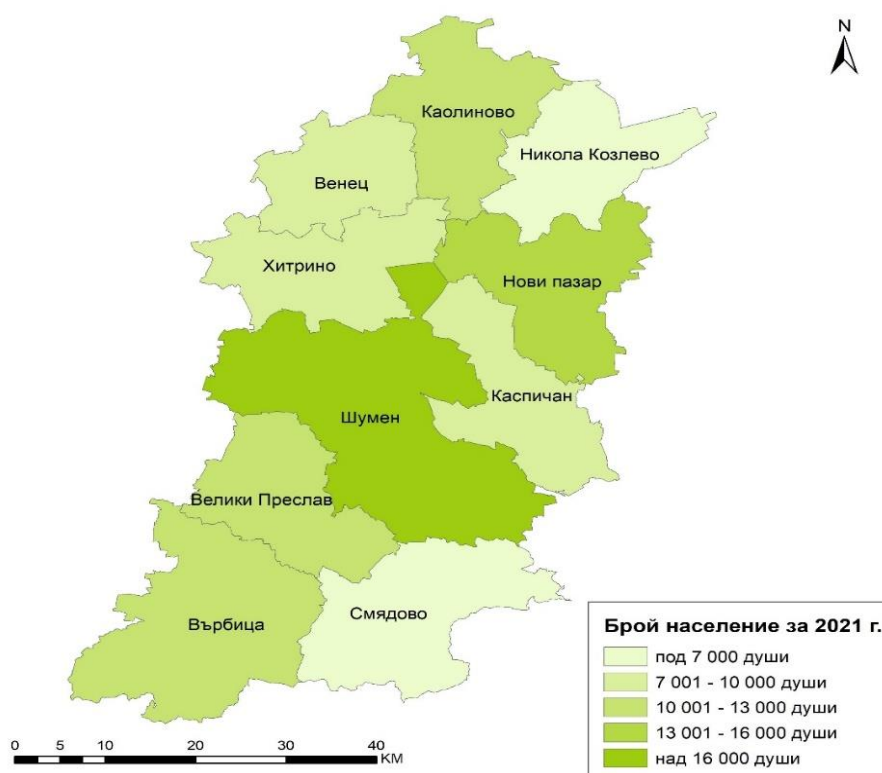 N
Каолиново
Никола Козлево
Венец
Хитрино
Нови пазар
Каспичан
Шумен
Велики Преслав
Смядово
Върбица
Брой население за 2021 г.
под 7 000 души
7 001 - 10 000 души
10 001 - 13 000 души
13 001 - 16 000 души
над 16 000 души
0 5 10 20 30 40
KM